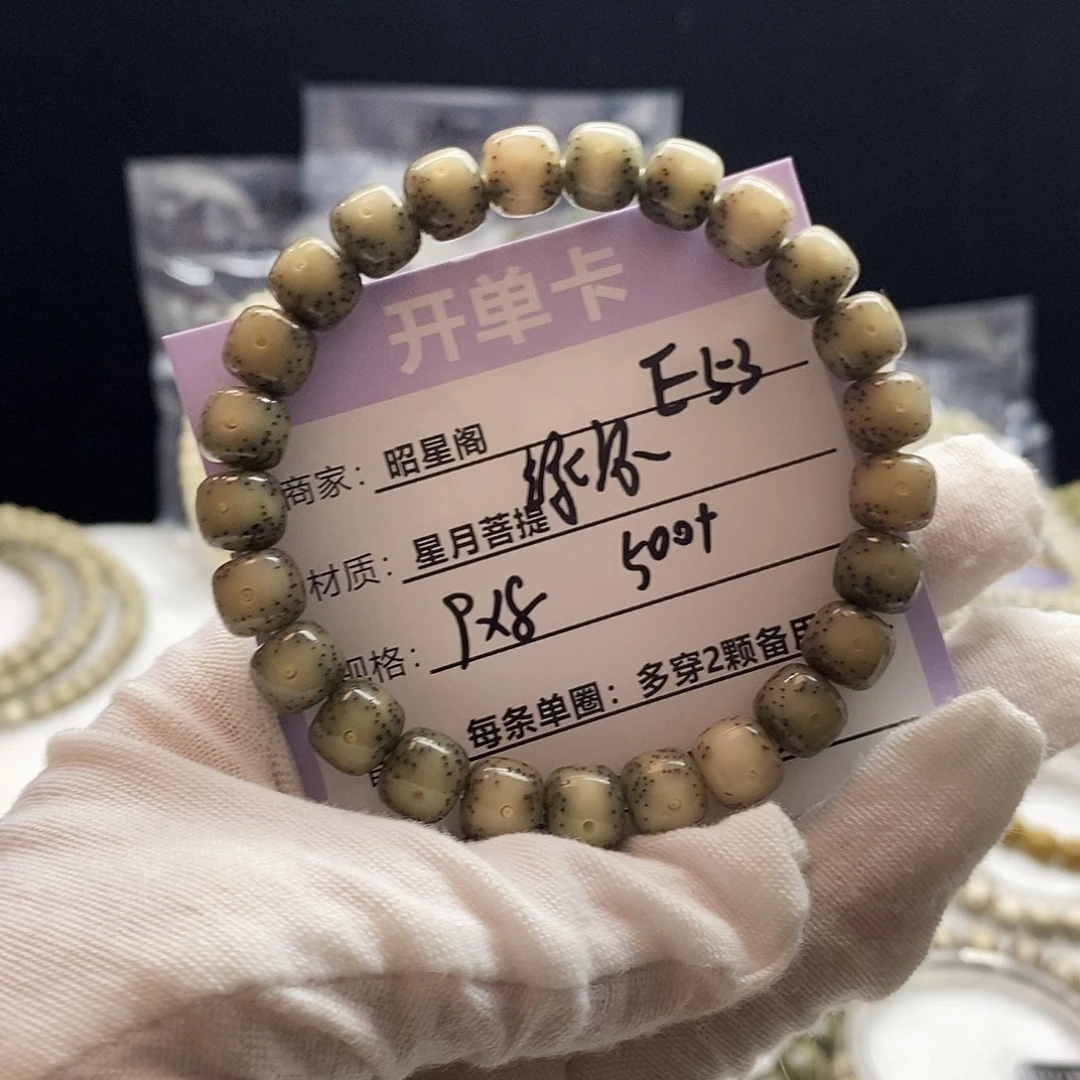 开单卡
E53
商家：昭星阁
材质：星月菩提
规格：P×8 500+
每条单圈：多穿2颗备用